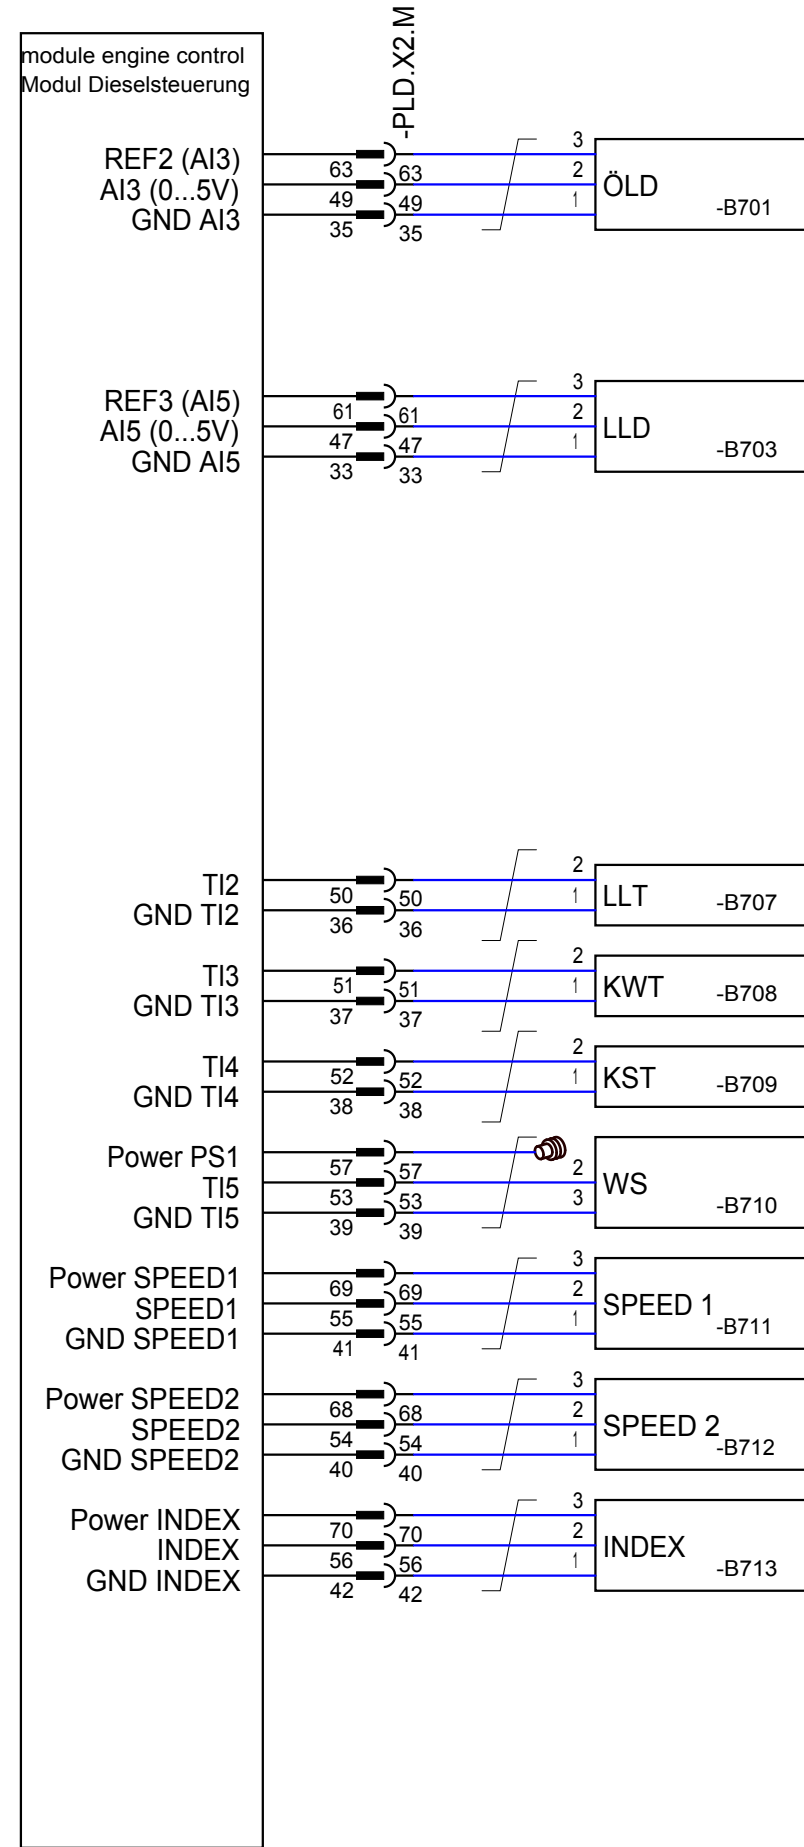 -PLD.X2.M
module engine control
Modul Dieselsteuerung
REF2 (AI3) 63 63 3
AI3 (0...5V) 49 49 2 ÖLD
GND AI3 35 35 1 -B701
REF3 (AI5) 61 61 3
AI5 (0...5V) 47 47 2 LLD
GND AI5 33 33 1 -B703
TI2 50 50 2 LLT
GND TI2 36 36 1 -B707
TI3 51 51 2 KWT
GND TI3 37 37 1 -B708
TI4 52 52 2 KST
GND TI4 38 38 1 -B709
Power PS1 57 57
TI5 53 53 2 WS
GND TI5 39 39 3 -B710
Power SPEED1 69 69 3
SPEED1 55 55 2 SPEED 1
GND SPEED1 41 41 1 -B711
Power SPEED2 68 68 3
SPEED2 54 54 2 SPEED 2
GND SPEED2 40 40 1 -B712
Power INDEX 70 70 3
INDEX 56 56 2 INDEX
GND INDEX 42 42 1 -B713